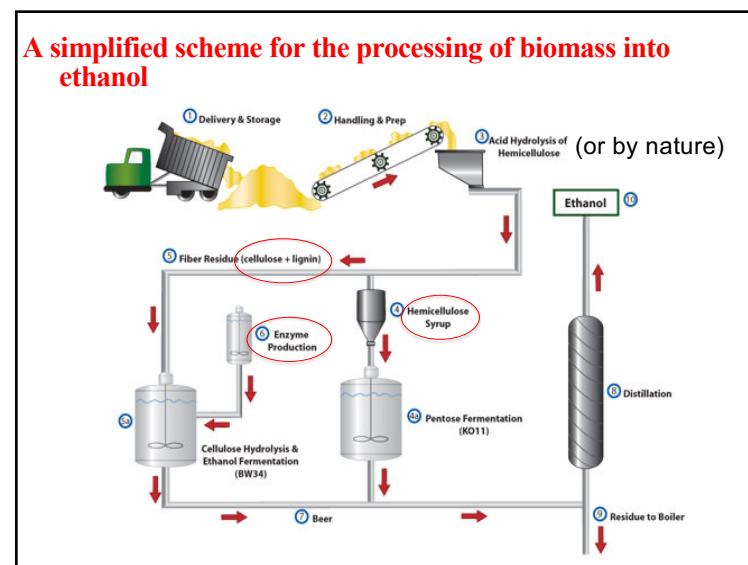 A simplified scheme for the processing of biomass into
ethanol
1 Delivery & Storage
2 Handling & Prep
3 Acid Hydrolysis of
Hemicellulose
(or by nature)
Ethanol
10
5 Fiber Residue (cellulose + lignin)
4 Hemicellulose
Syrup
6 Enzyme
Production
8 Distillation
5a
4a Pentose Fermentation
(KO11)
Cellulose Hydrolysis &
Ethanol Fermentation
(BW34)
7 Beer
9 Residue to Boiler